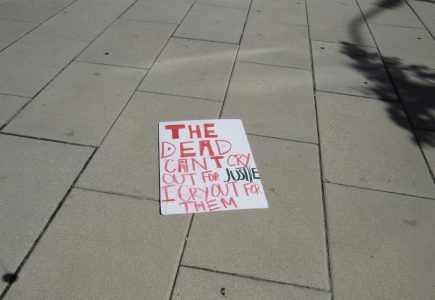 THE
DEAD
CAN'T CRY
OUT FOR JUSTICE
I CRY OUT FOR
THEM